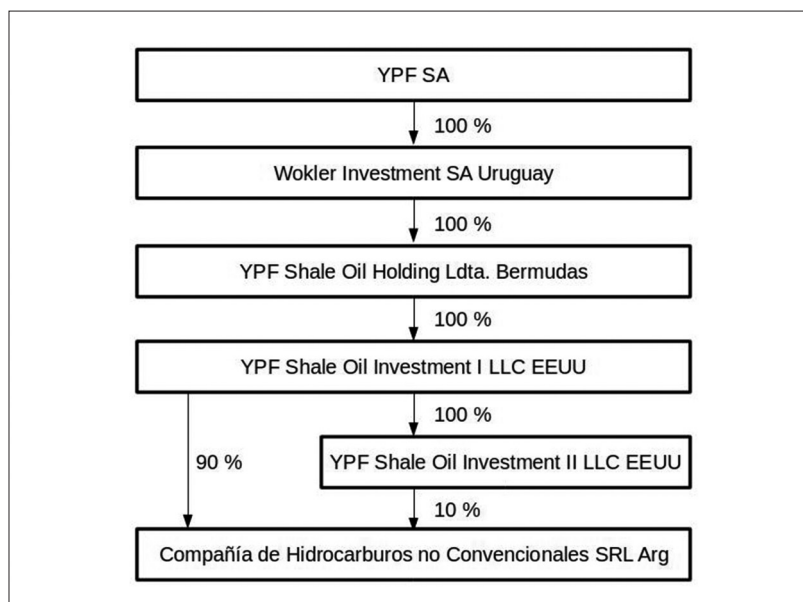 YPF SA
100 %
Wokler Investment SA Uruguay
100 %
YPF Shale Oil Holding Ldta. Bermudas
100 %
YPF Shale Oil Investment I LLC EEUU
100 %
90 %
YPF Shale Oil Investment II LLC EEUU
10 %
Compañía de Hidrocarburos no Convencionales SRL Arg